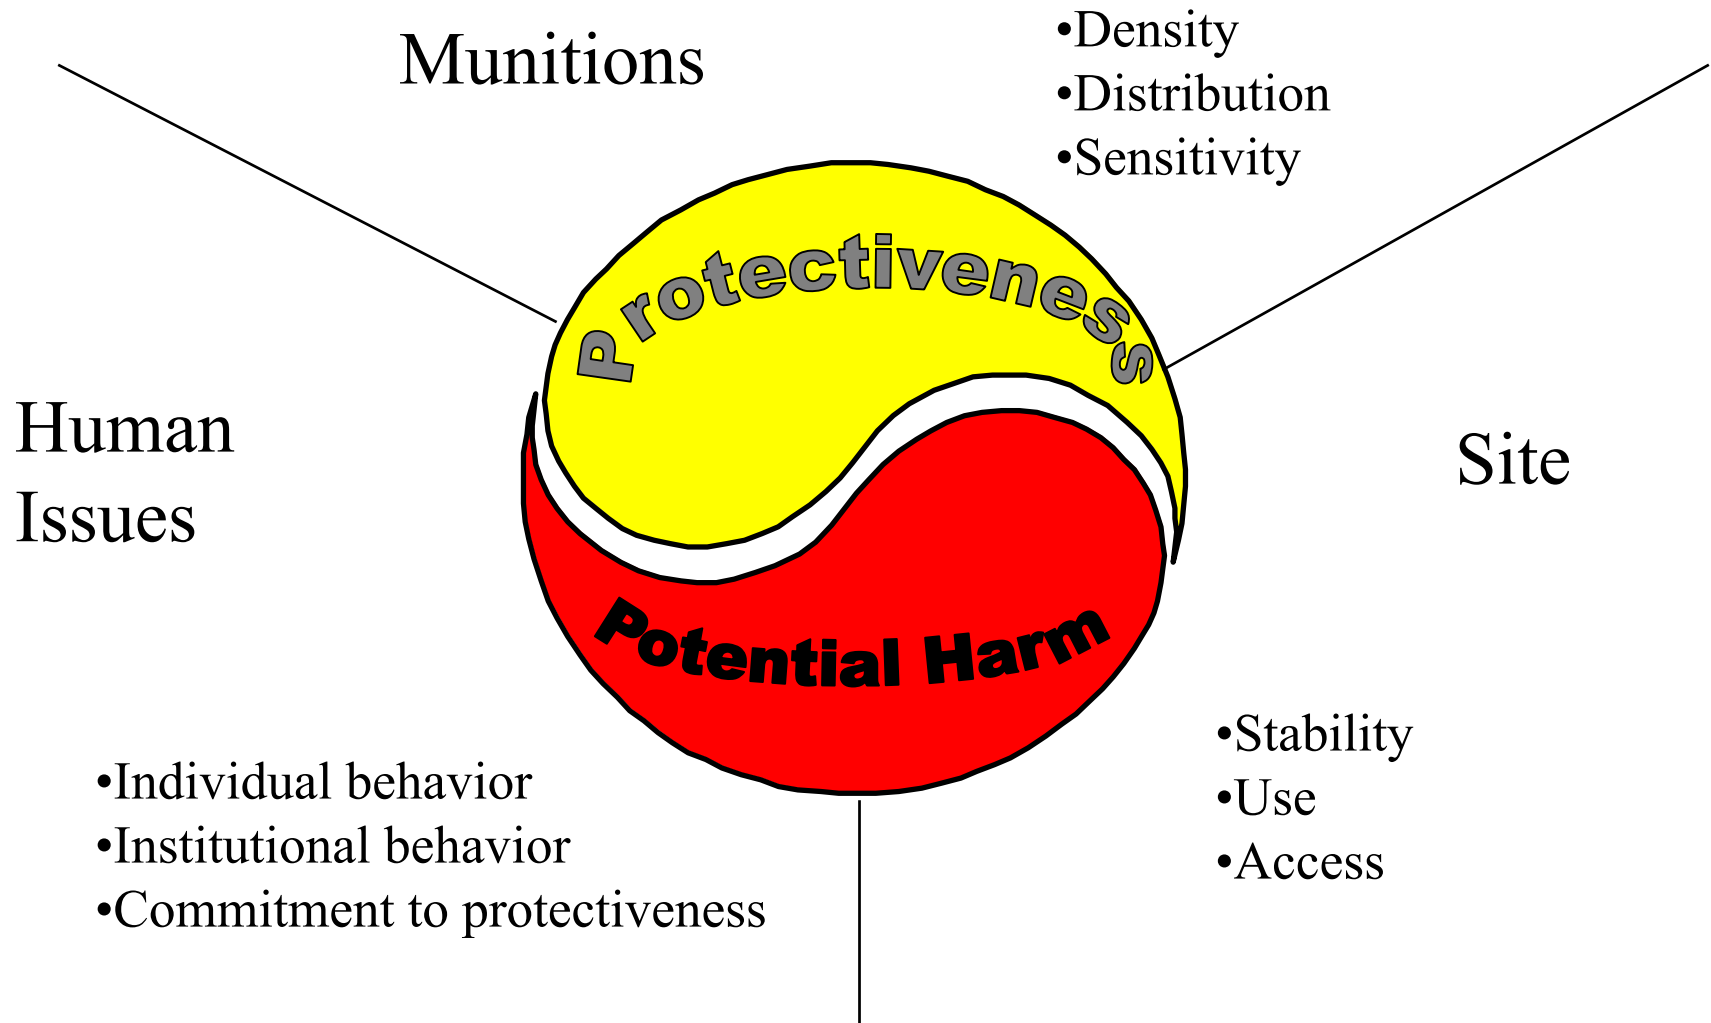 Munitions
•Density
•Distribution
•Sensitivity
Protectiveness
Human
Issues
Site
Potential Harm
•Individual behavior
•Institutional behavior
•Commitment to protectiveness
•Stability
•Use
•Access